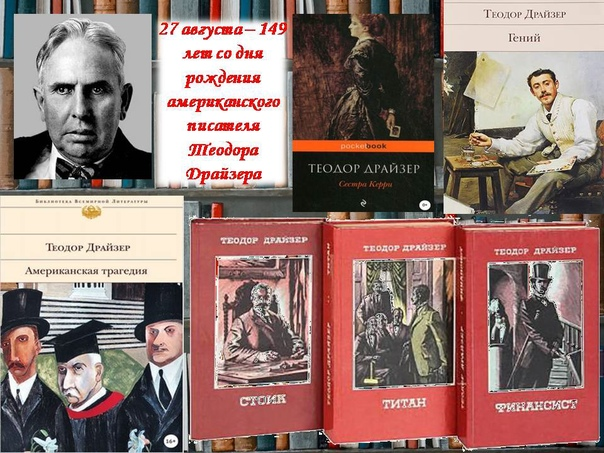 27 августа – 149
лет со дня
рождения
американского
писателя
Теодора
Драйзера
pocketbook
ТЕОДОР ДРАЙЗЕР
Сестра Керри
ТЕОДОР ДРАЙЗЕР
Гений
БИБЛИОТЕКА ВСЕМИРНОЙ ЛИТЕРАТУРЫ
ТЕОДОР ДРАЙЗЕР
Американская трагедия
16+
ТЕОДОР ДРАЙЗЕР
СТОИК
ТЕОДОР ДРАЙЗЕР
ТИТАН
ТЕОДОР ДРАЙЗЕР
ФИНАНСИСТ